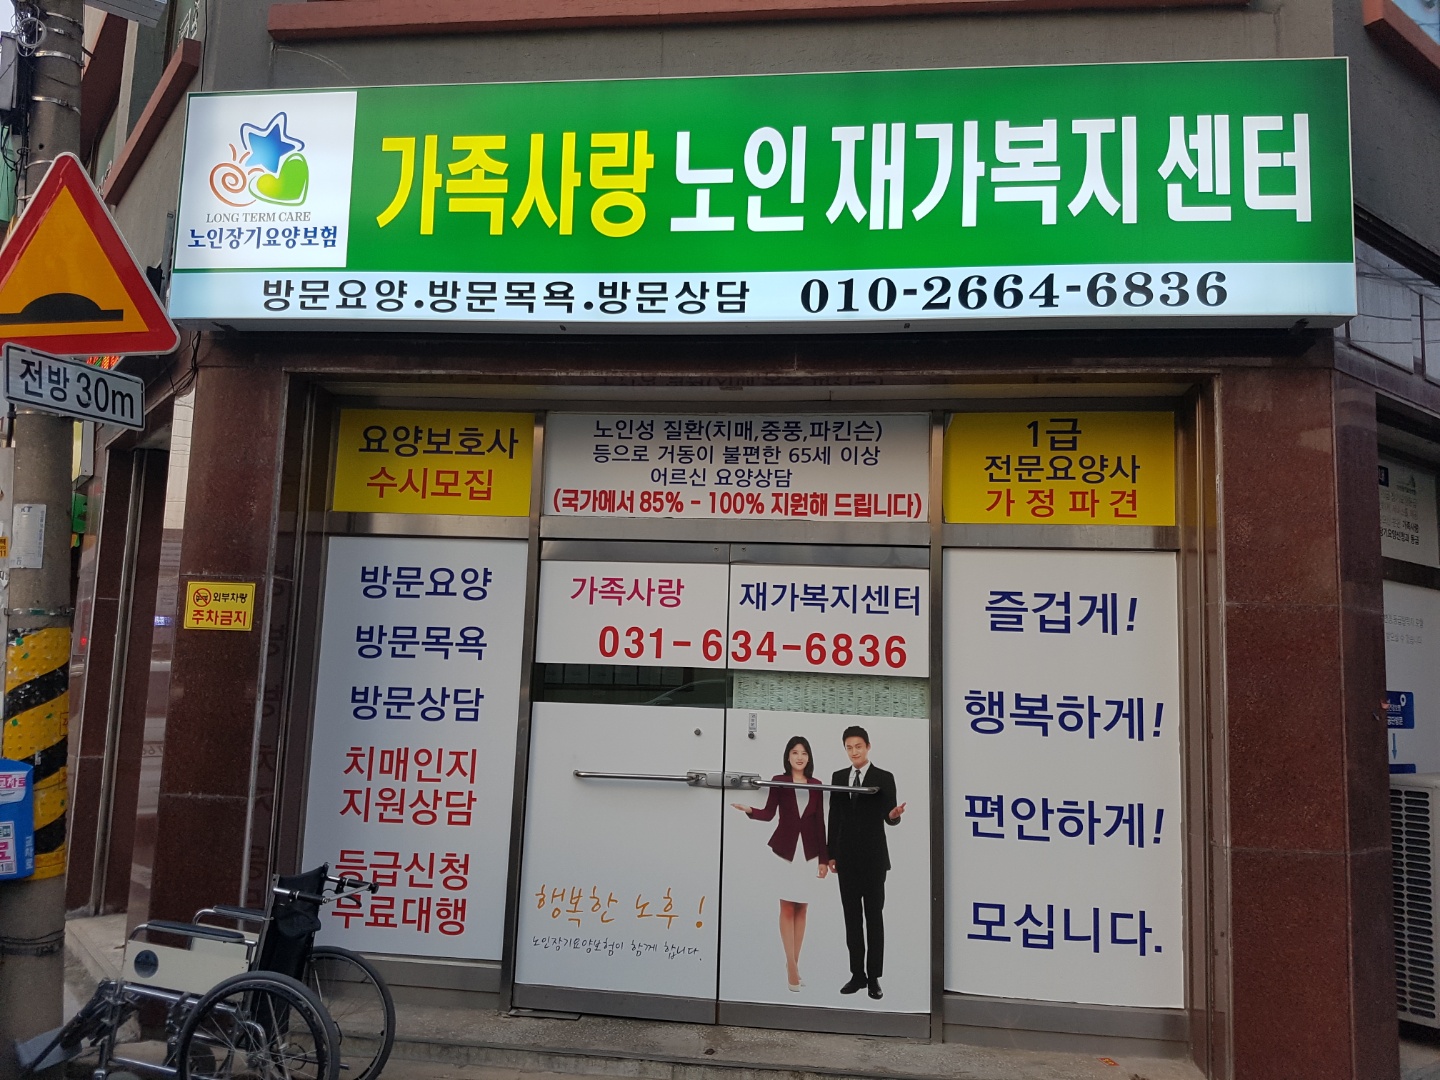 LONG TERM CARE
노인장기요양보험
가족사랑 노인 재가복지 센터
방문요양.방문목욕.방문상담 010-2664-6836
전방 30m
요양보호사
수시모집
노인성 질환(치매,중풍,파킨슨)
등으로 거동이 불편한 65세 이상
어르신 요양상담
(국가에서 85% - 100% 지원해 드립니다)
1급
전문요양사
가정파견
외부차량
주차금지
방문요양
방문목욕
방문상담
치매인지
지원상담
등급신청
무료대행
가족사랑 재가복지센터
031-634-6836
행복한 노후 !
노인장기요양보험이 함께 합니다.
즐겁게!
행복하게!
편안하게!
모십니다.
KT